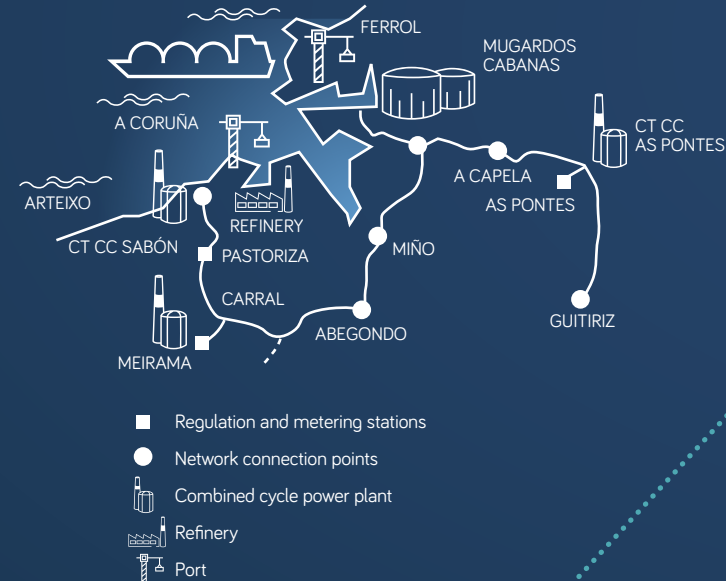 FERROL
MUGARDOS
CABANAS
A CORUÑA
CT CC
AS PONTES
A CAPELA
AS PONTES
ARTEIXO
REFINERY
CT CC SABÓN
PASTORIZA
MIÑO
CARRAL
ABEGONDO
GUITIRIZ
MEIRAMA
Regulation and metering stations
Network connection points
Combined cycle power plant
Refinery
Port